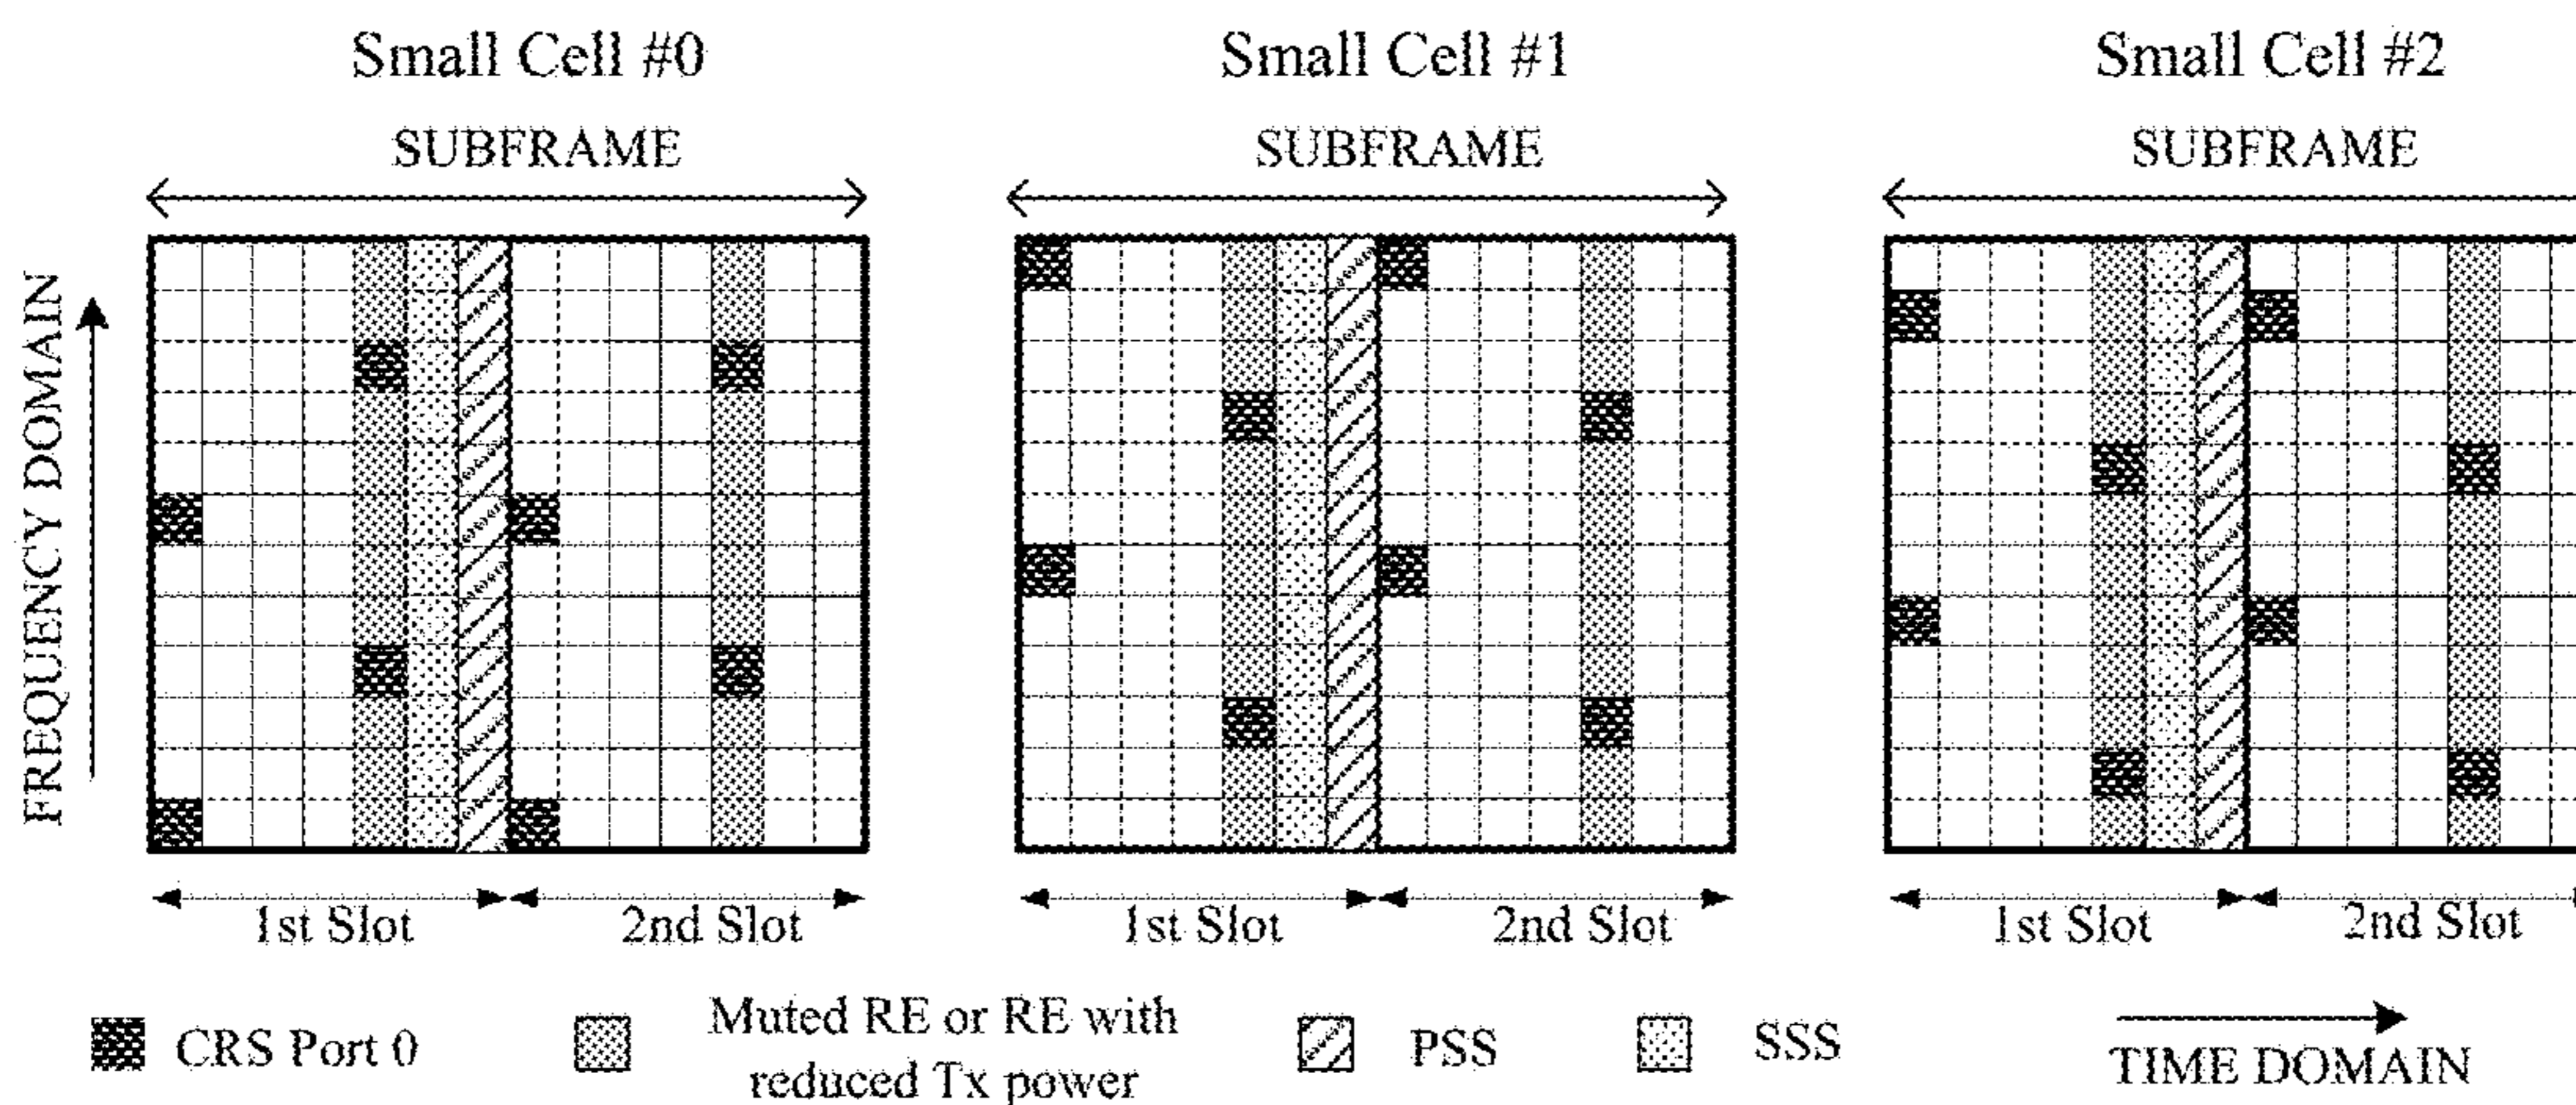 Small Cell #0
Small Cell #1
Small Cell #2
SUBFRAME
SUBFRAME
SUBFRAME
FREQUENCY DOMAIN
1st Slot
2nd Slot
1st Slot
2nd Slot
1st Slot
2nd Slot
CRS Port 0
Muted RE or RE with
reduced Tx power
PSS
SSS
TIME DOMAIN